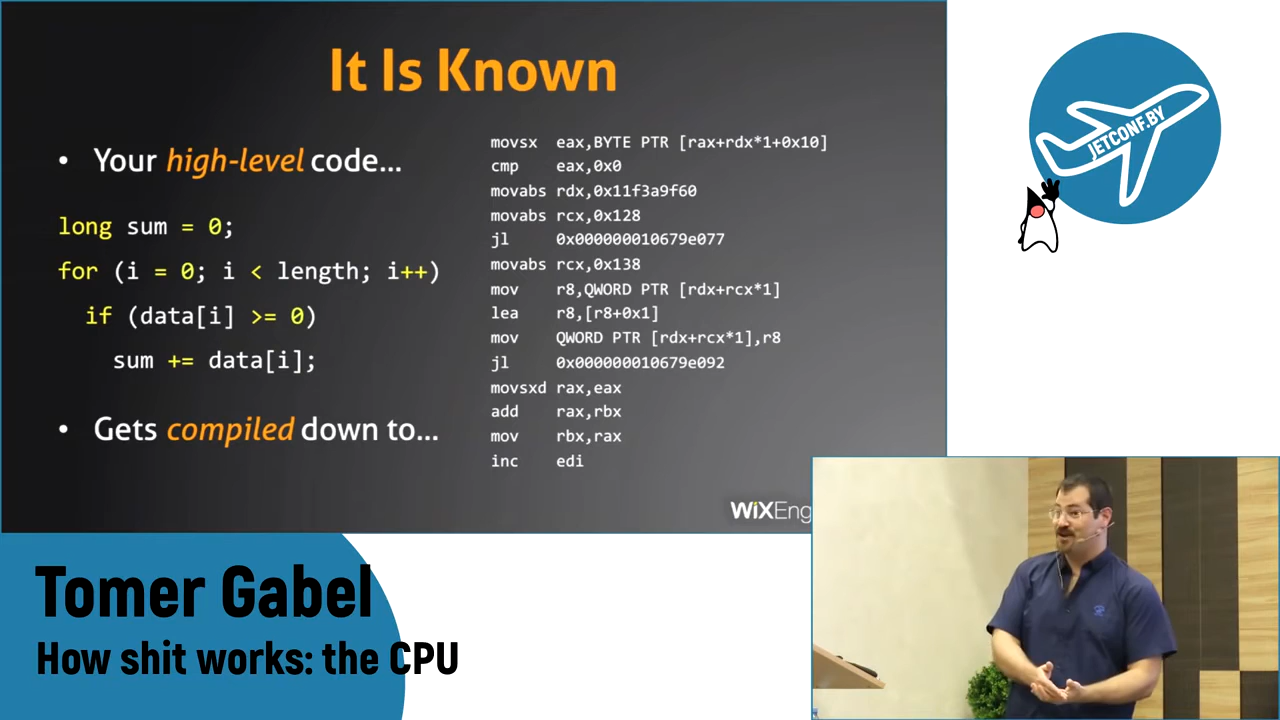 It Is Known
• Your high-level code...
long sum = 0;
for (i = 0; i < length; i++)
if (data[i] >= 0)
sum += data[i];
• Gets compiled down to...
movsx eax,BYTE PTR [rax+rdx*1+0x10]
cmp eax,0x0
movabs rdx,0x11f3a9f60
movabs rcx,0x128
jl 0x000000010679e077
movabs rcx,0x138
mov r8,QWORD PTR [rdx+rcx*1]
lea r8,[r8+0x1]
mov QWORD PTR [rdx+rcx*1],r8
jl 0x000000010679e092
movsxd rax,eax
add rax,rbx
mov rbx,rax
inc edi
WiXEng
JETCONF.BY
Tomer Gabel
How shit works: the CPU